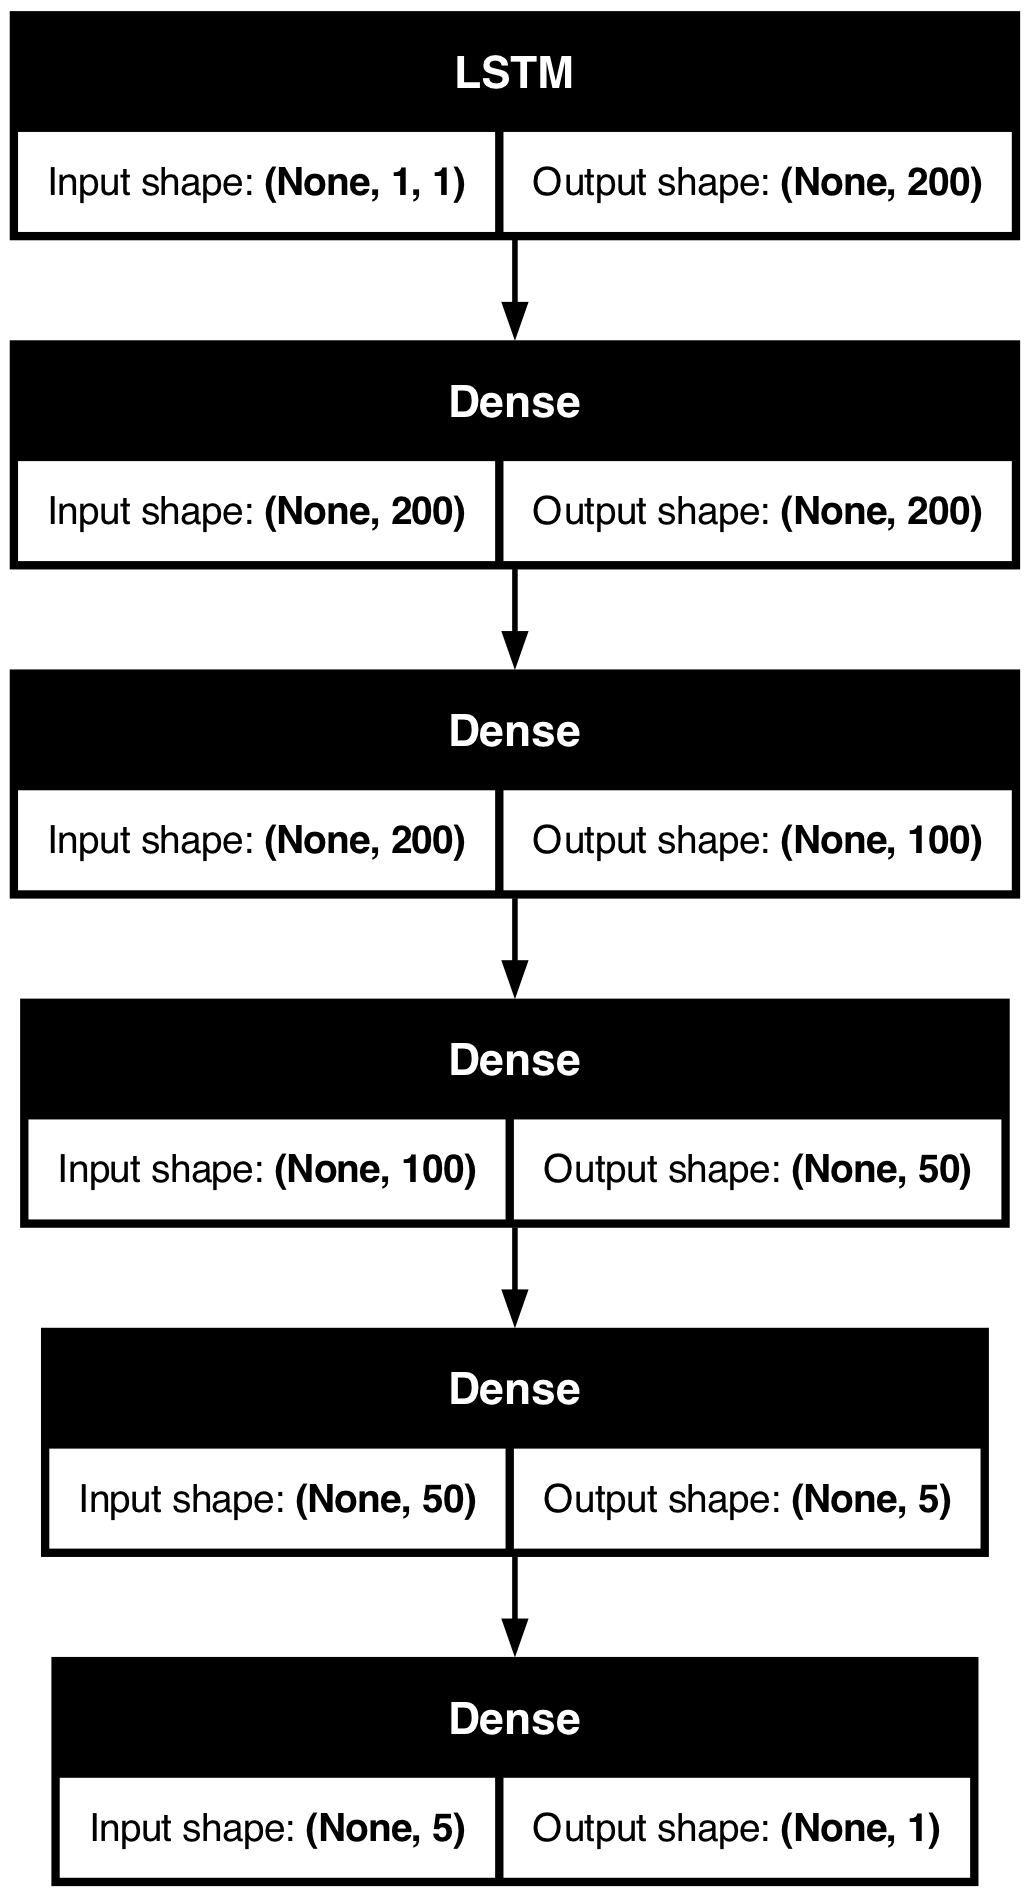 LSTM
Input shape: (None, 1, 1) Output shape: (None, 200)
Dense
Input shape: (None, 200) Output shape: (None, 200)
Dense
Input shape: (None, 200) Output shape: (None, 100)
Dense
Input shape: (None, 100) Output shape: (None, 50)
Dense
Input shape: (None, 50) Output shape: (None, 5)
Dense
Input shape: (None, 5) Output shape: (None, 1)